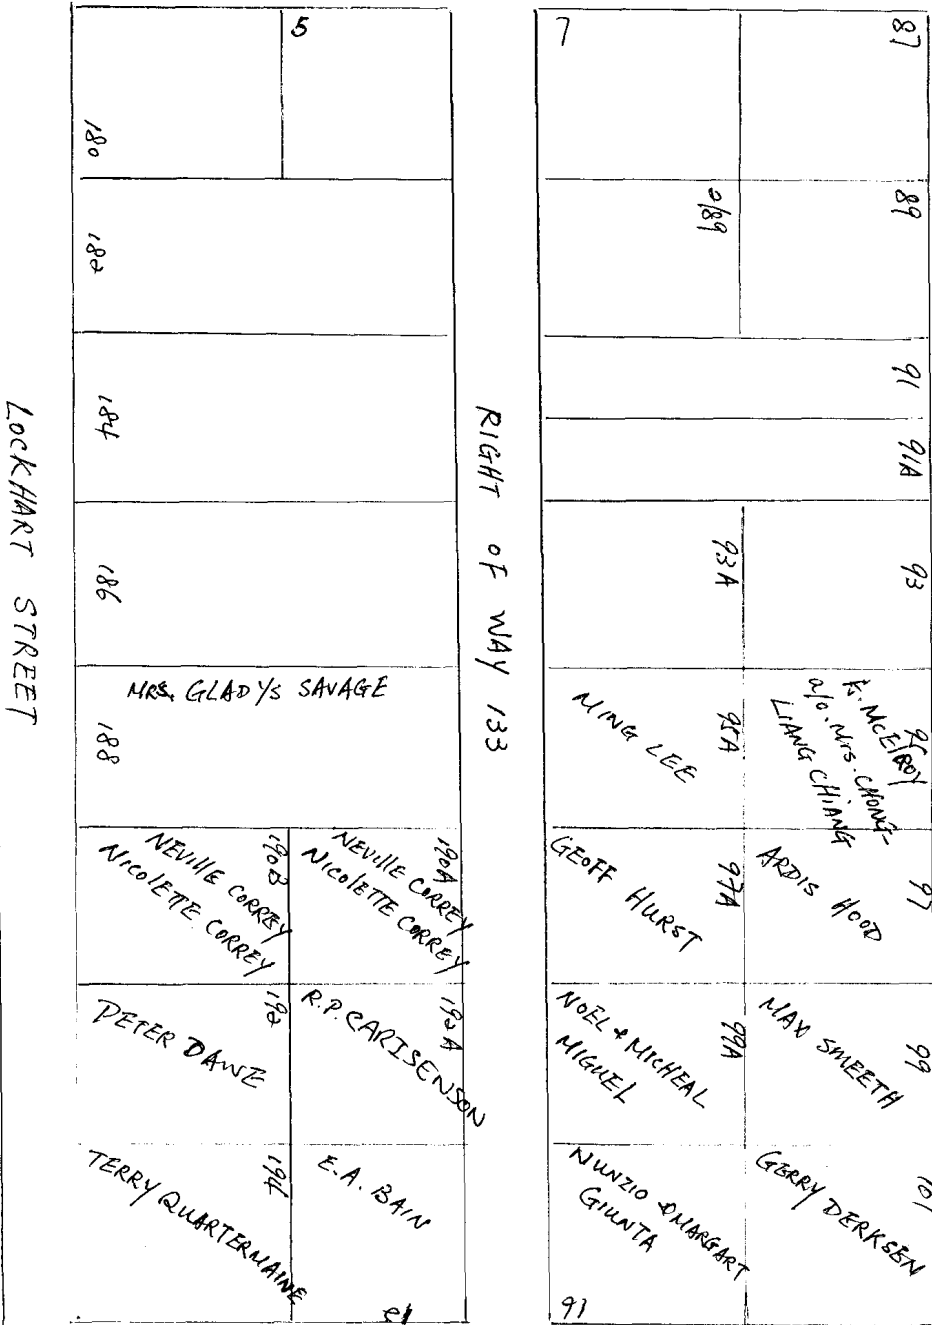 5
180
182
184
186
MRS. GLADYS SAVAGE
188
190B
NEVILLE CORREY
NICOLETTE CORREY
190A
NEVILLE CORREY
NICOLETTE CORREY
192
PETER DAWE
192A
R.P. CARISENSON
194
TERRY QUARTERMAINE
E.A. BAIN
LOCKHART STREET
RIGHT OF WAY 133
7
87
89
91
91A
93A
93
95A
MING LEE
95
K. McELROY
a/o. Mrs. CHONG-
LIANG CHIANG
97A
GEOFF HURST
97
ARDIS HOOD
99A
NOEL & MICHEAL
MIGUEL
99
MAX SMEETH
NUNZIO & MARGART
GIUNTA
101
GERRY DERKSEN